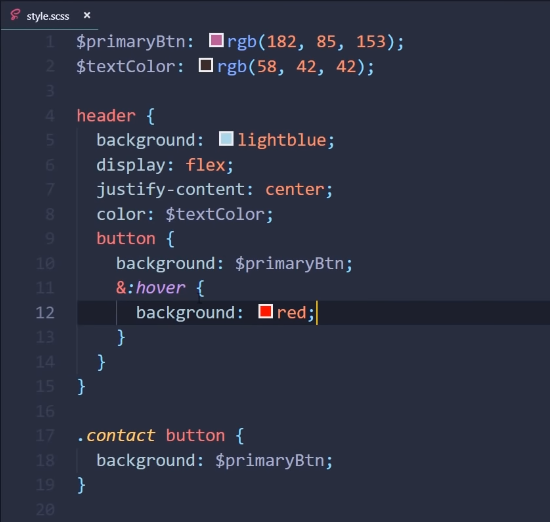 style.scss ×
1 $primaryBtn: rgb(182, 85, 153);
2 $textColor: rgb(58, 42, 42);
3
4 header {
5   background: lightblue;
6   display: flex;
7   justify-content: center;
8   color: $textColor;
9   button {
10     background: $primaryBtn;
11     &:hover {
12       background: red;
13     }
14   }
15 }
16
17 .contact button {
18   background: $primaryBtn;
19 }
20